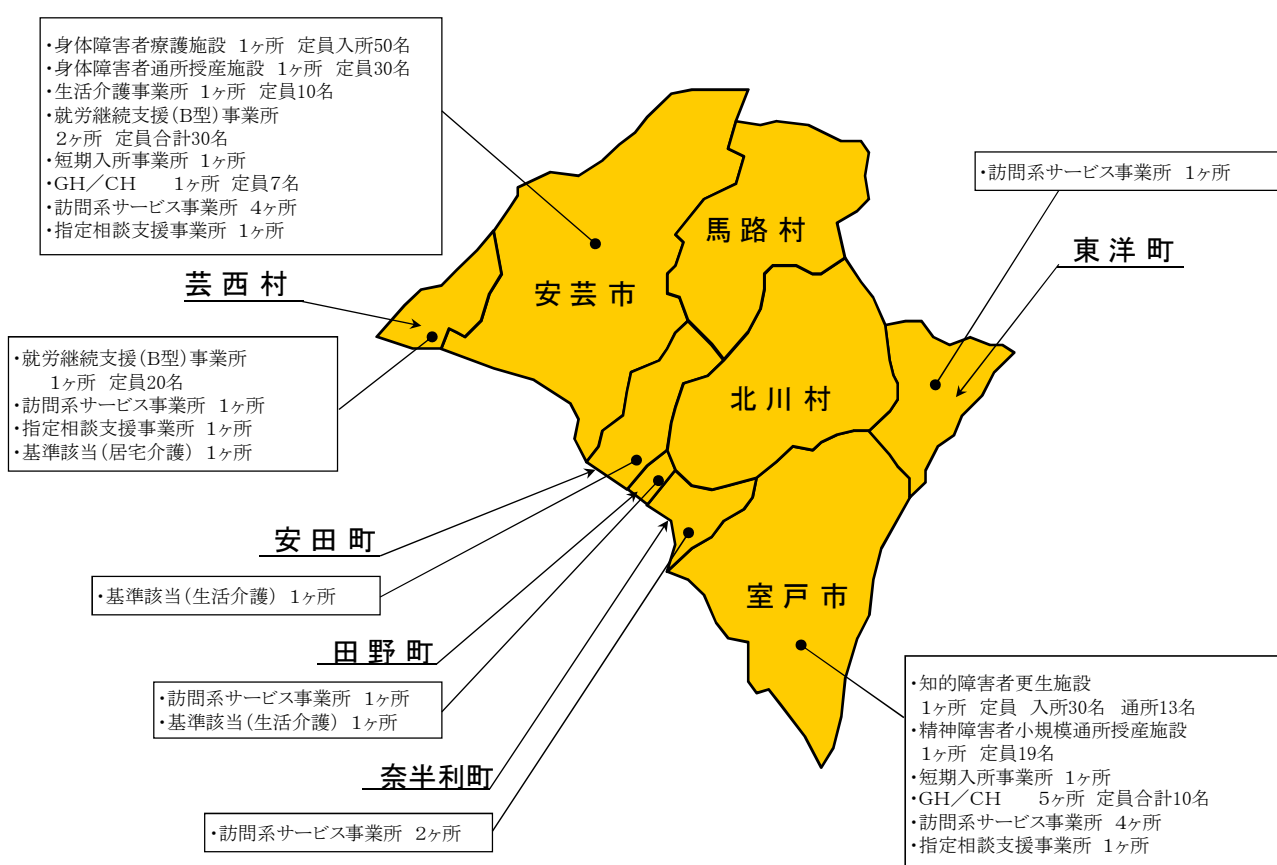 ・身体障害者療護施設 1ヶ所 定員入所50名
・身体障害者通所授産施設 1ヶ所 定員30名
・生活介護事業所 1ヶ所 定員10名
・就労継続支援(B型)事業所
2ヶ所 定員合計30名
・短期入所事業所 1ヶ所
・GH/CH 1ヶ所 定員7名
・訪問系サービス事業所 4ヶ所
・指定相談支援事業所 1ヶ所
・訪問系サービス事業所 1ヶ所
馬路村
東洋町
芸西村
安芸市
・就労継続支援(B型)事業所
1ヶ所 定員20名
・訪問系サービス事業所 1ヶ所
・指定相談支援事業所 1ヶ所
・基準該当(居宅介護) 1ヶ所
北川村
安田町
・基準該当(生活介護) 1ヶ所
室戸市
田野町
・訪問系サービス事業所 1ヶ所
・基準該当(生活介護) 1ヶ所
奈半利町
・訪問系サービス事業所 2ヶ所
・知的障害者更生施設
1ヶ所 定員 入所30名 通所13名
・精神障害者小規模通所授産施設
1ヶ所 定員19名
・短期入所事業所 1ヶ所
・GH/CH 5ヶ所 定員合計10名
・訪問系サービス事業所 4ヶ所
・指定相談支援事業所 1ヶ所